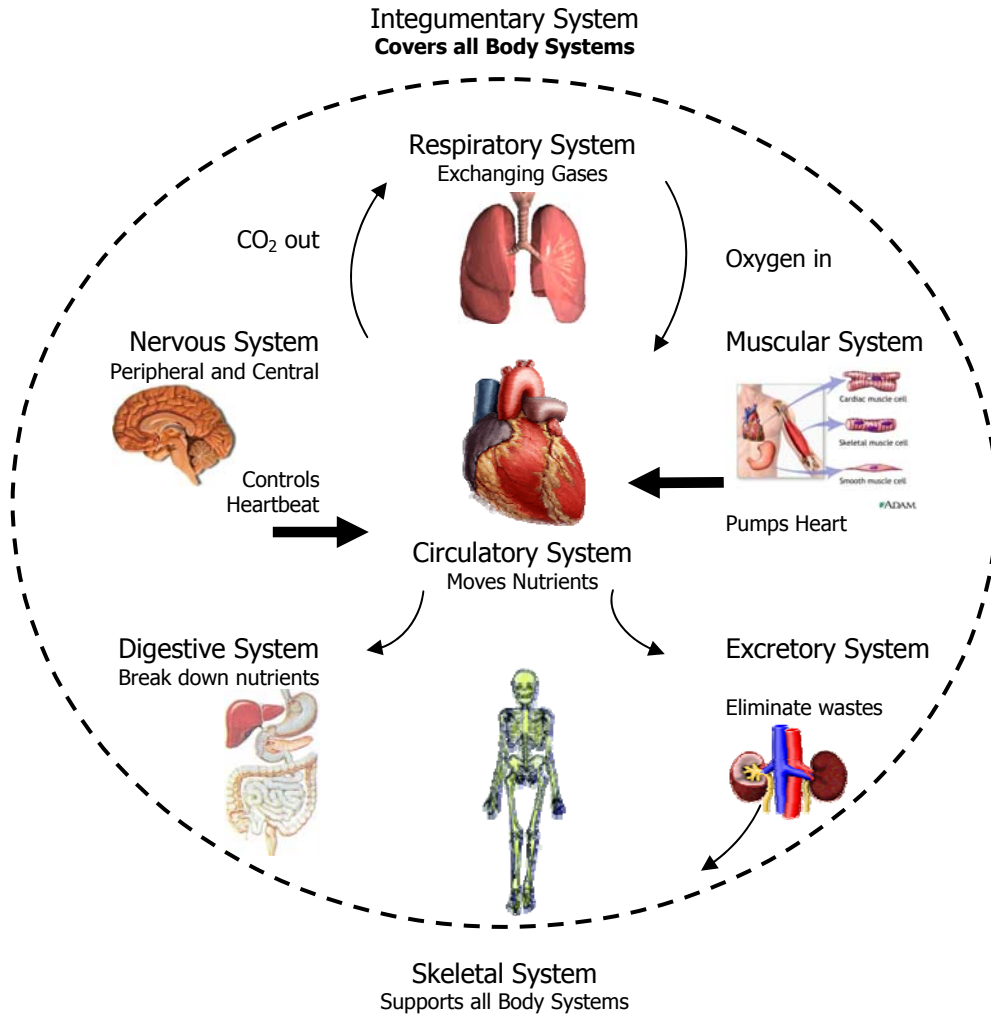 Integumentary System
Covers all Body Systems
Respiratory System
Exchanging Gases
CO₂ out
Oxygen in
Nervous System
Peripheral and Central
Muscular System
Cardiac muscle cell
Skeletal muscle cell
Smooth muscle cell
ADAM.
Controls
Heartbeat
Pumps Heart
Circulatory System
Moves Nutrients
Digestive System
Break down nutrients
Excretory System
Eliminate wastes
Skeletal System
Supports all Body Systems